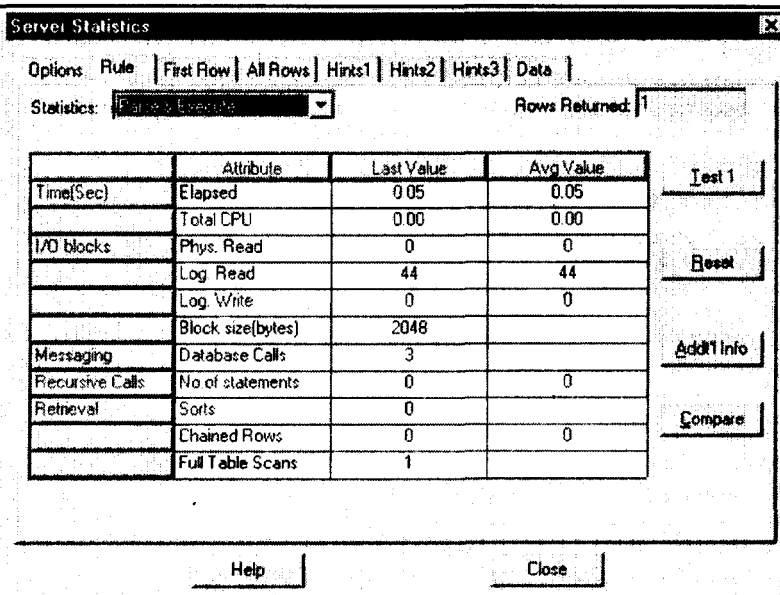 Server Statistics
Options Rule First Row All Rows Hints1 Hints2 Hints3 Data
Statistics: Parse & Execute Rows Returned: 1
Attribute Last Value Avg Value
Time(Sec) Elapsed 0.05 0.05
Total CPU 0.00 0.00
I/O blocks Phys. Read 0 0
Log. Read 44 44
Log. Write 0 0
Block size(bytes) 2048
Messaging Database Calls 3
Recursive Calls No of statements 0 0
Retrieval Sorts 0
Chained Rows 0 0
Full Table Scans 1
Test 1
Reset
Addt'l Info
Compare
Help Close